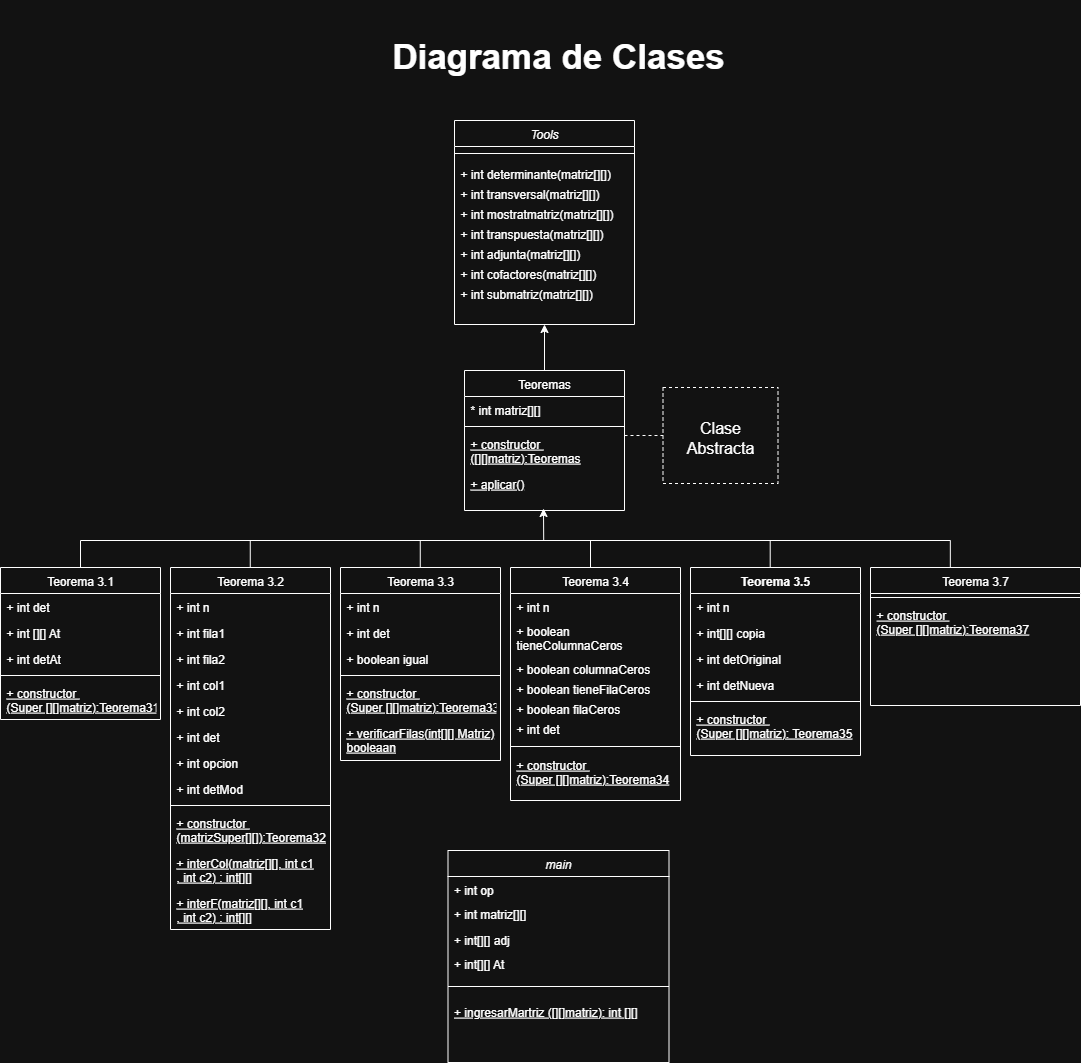 Diagrama de Clases
Tools
+ int determinante(matriz[][])
+ int transversal(matriz[][])
+ int mostratmatriz(matriz[][])
+ int transpuesta(matriz[][])
+ int adjunta(matriz[][])
+ int cofactores(matriz[][])
+ int submatriz(matriz[][])
Teoremas
* int matriz[][]
+ constructor
([][]matriz):Teoremas
+ aplicar()
Clase
Abstracta
Teorema 3.1
+ int det
+ int [][] At
+ int detAt
+ constructor
(Super [][]matriz):Teorema31
Teorema 3.2
+ int n
+ int fila1
+ int fila2
+ int col1
+ int col2
+ int det
+ int opcion
+ int detMod
+ constructor
(matrizSuper[][]):Teorema32
+ interCol(matriz[][], int c1
, int c2) : int[][]
+ interF(matriz[][], int c1
, int c2) : int[][]
Teorema 3.3
+ int n
+ int det
+ boolean igual
+ constructor
(Super [][]matriz):Teorema33
+ verificarFilas(int[][] Matriz)
booleaan
Teorema 3.4
+ int n
+ boolean
tieneColumnaCeros
+ boolean columnaCeros
+ boolean tieneFilaCeros
+ boolean filaCeros
+ int det
+ constructor
(Super [][]matriz):Teorema34
Teorema 3.5
+ int n
+ int[][] copia
+ int detOriginal
+ int detNueva
+ constructor
(Super [][]matriz): Teorema35
Teorema 3.7
+ constructor
(Super [][]matriz):Teorema37
main
+ int op
+ int matriz[][]
+ int[][] adj
+ int[][] At
+ ingresarMartriz ([][]matriz): int [][]